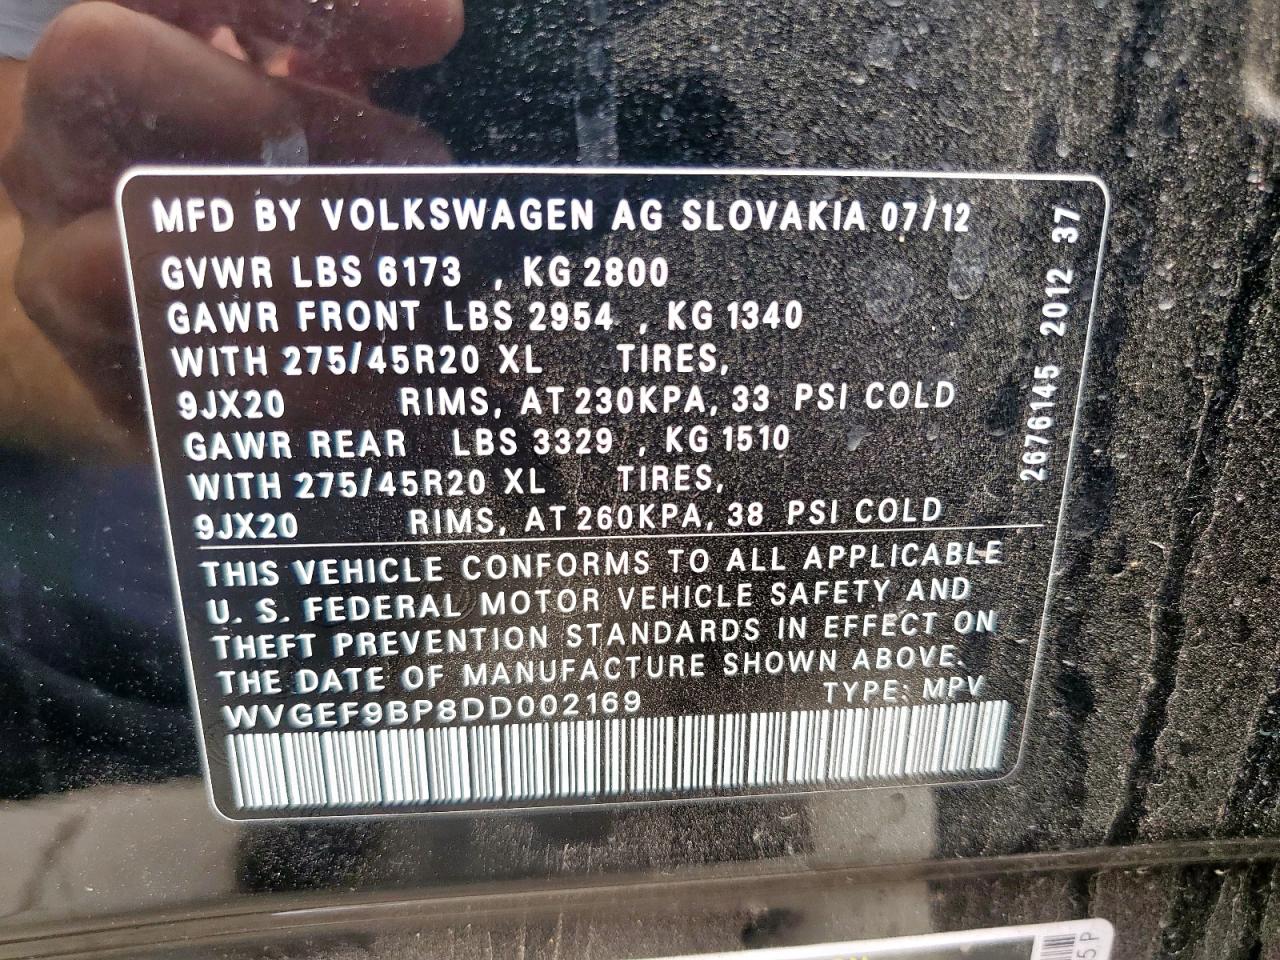 MFD BY VOLKSWAGEN AG SLOVAKIA 07/12
GVWR LBS 6173 , KG 2800
GAWR FRONT LBS 2954 , KG 1340
WITH 275/45R20 XL TIRES,
9JX20 RIMS, AT 230KPA, 33 PSI COLD
GAWR REAR LBS 3329 , KG 1510
WITH 275/45R20 XL TIRES,
9JX20 RIMS, AT 260KPA, 38 PSI COLD
THIS VEHICLE CONFORMS TO ALL APPLICABLE
U. S. FEDERAL MOTOR VEHICLE SAFETY AND
THEFT PREVENTION STANDARDS IN EFFECT ON
THE DATE OF MANUFACTURE SHOWN ABOVE.
WVGEF9BP8DD002169 TYPE: MPV
2676145 2012 37
5P